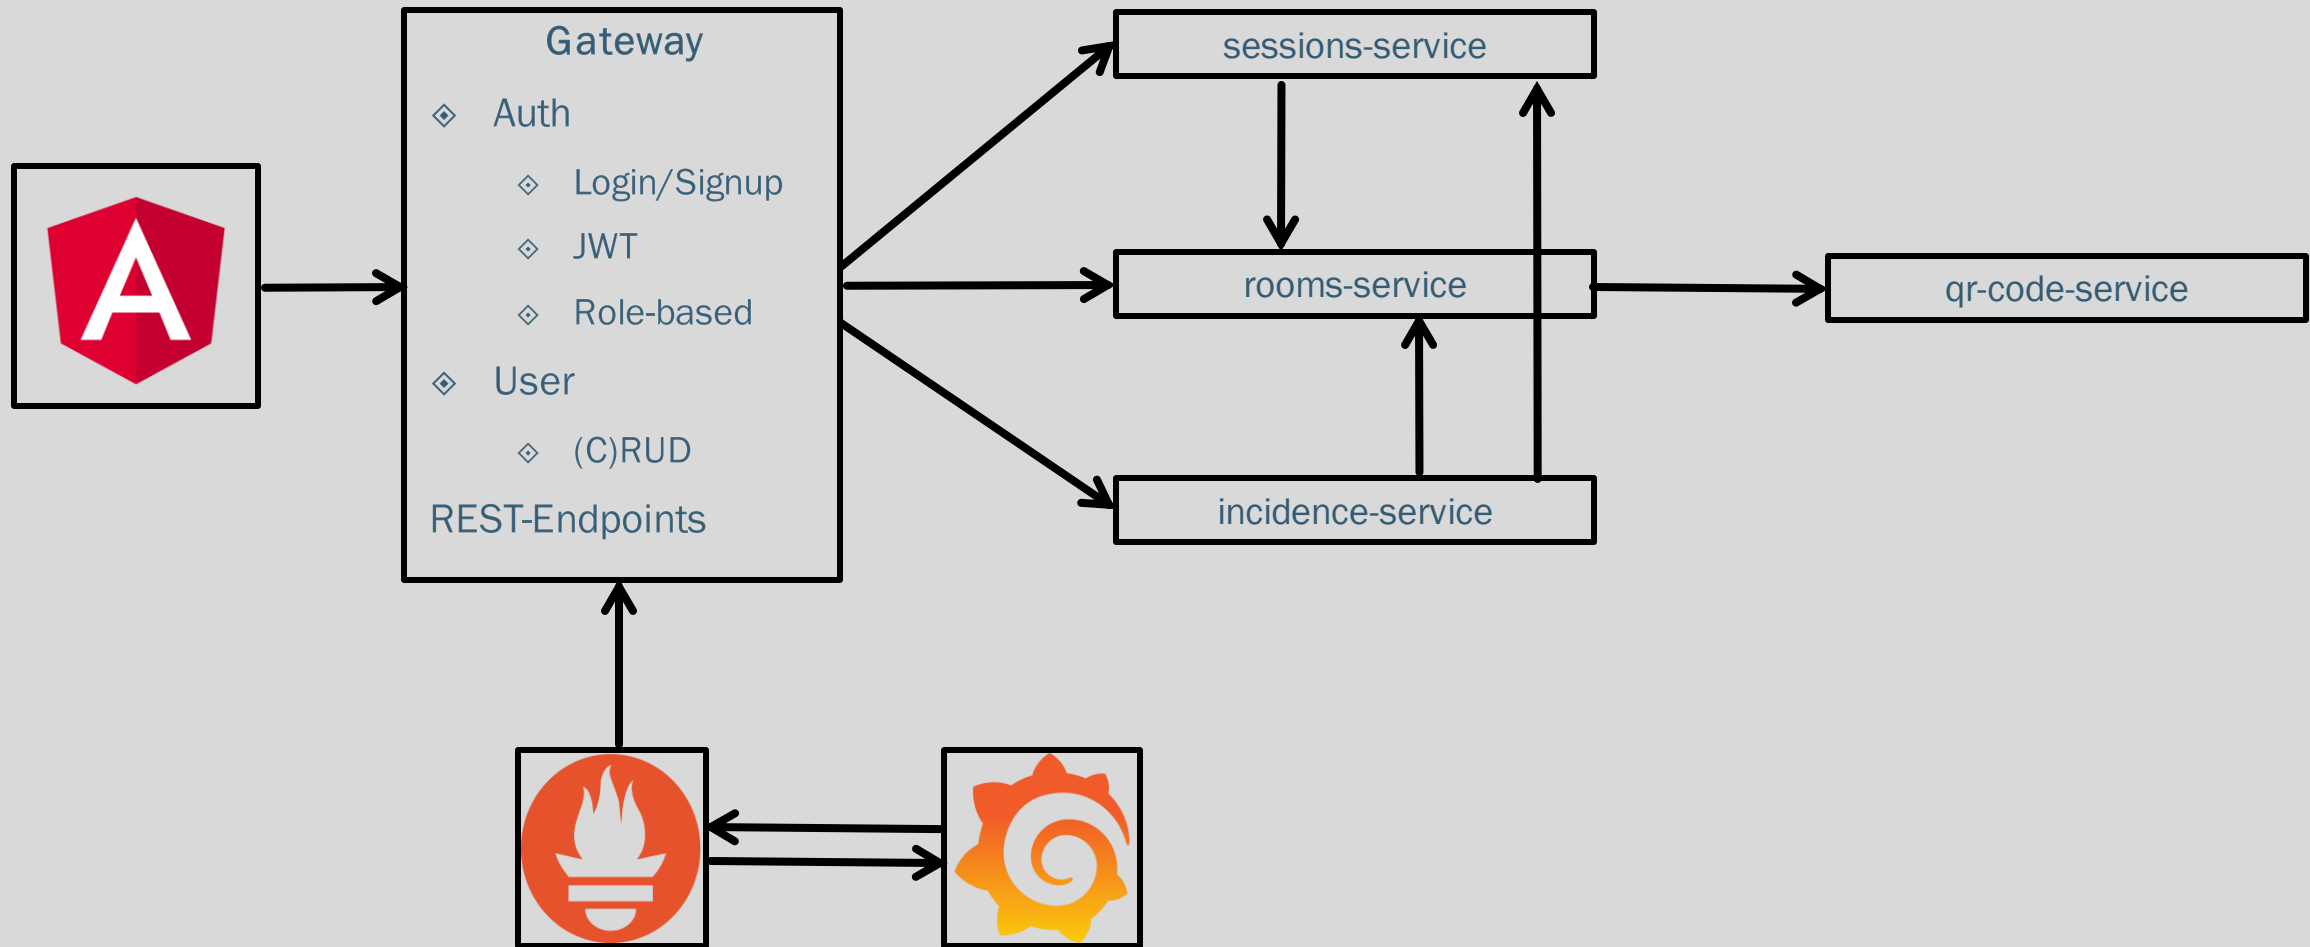 Gateway
Auth
Login/Signup
JWT
Role-based
User
(C)RUD
REST-Endpoints
sessions-service
rooms-service
incidence-service
qr-code-service